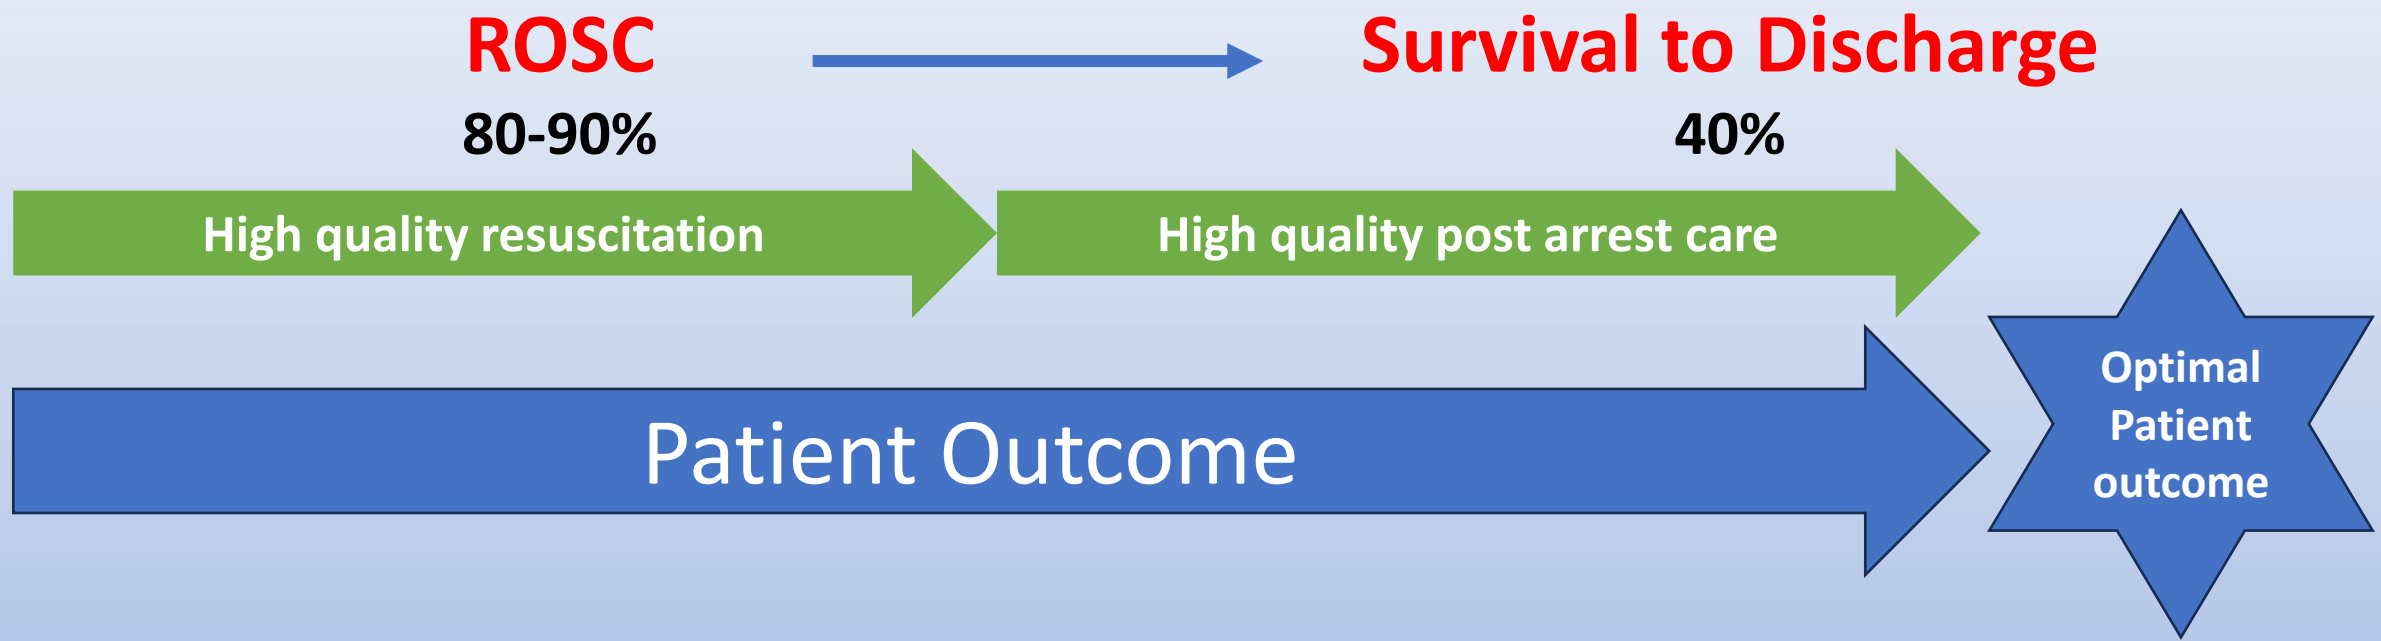 ROSC
Survival to Discharge
80-90%
40%
High quality resuscitation
High quality post arrest care
Patient Outcome
Optimal
Patient
outcome